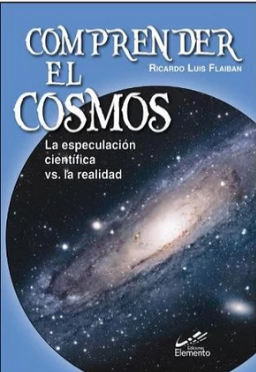 COMPRENDER
RICARDO LUIS FLAIBAN
EL
COSMOS
La especulación
científica
vs. la realidad
Ediciones
Elemento